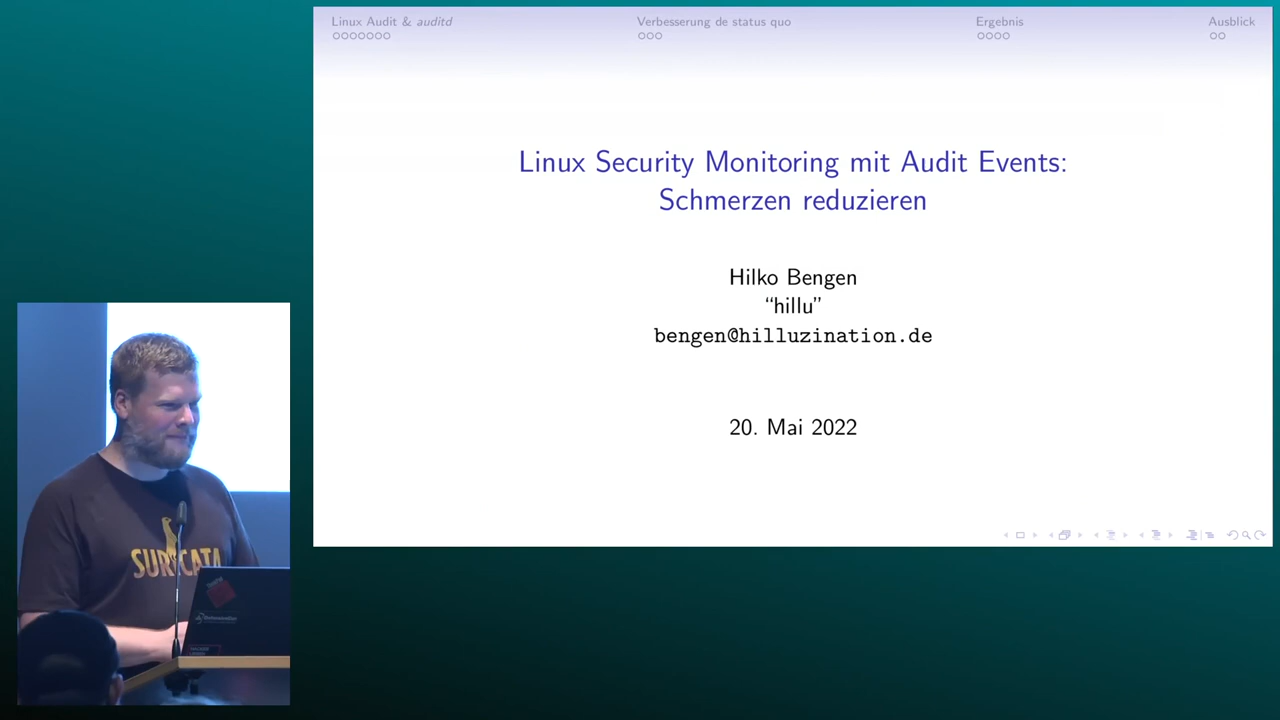 Linux Audit & auditd
Verbesserung de status quo
Ergebnis
Ausblick
Linux Security Monitoring mit Audit Events:
Schmerzen reduzieren
Hilko Bengen
“hillu”
bengen@hilluzination.de
20. Mai 2022
SURICATA